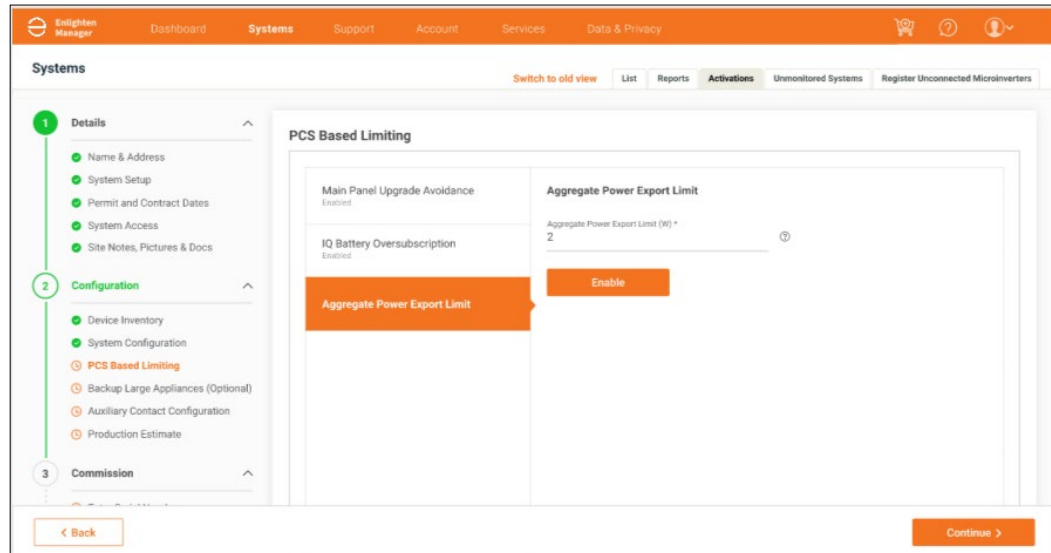 Enlighten
Manager
Dashboard
Systems
Support
Account
Services
Data & Privacy
Systems
Switch to old view
List
Reports
Activations
Unmonitored Systems
Register Unconnected Microinverters
1
Details
Name & Address
System Setup
Permit and Contract Dates
System Access
Site Notes, Pictures & Docs
2
Configuration
Device Inventory
System Configuration
PCS Based Limiting
Backup Large Appliances (Optional)
Auxiliary Contact Configuration
Production Estimate
3
Commission
PCS Based Limiting
Main Panel Upgrade Avoidance
Enabled
IQ Battery Oversubscription
Enabled
Aggregate Power Export Limit
Aggregate Power Export Limit
Aggregate Power Export Limit (W) *
2
?
Enable
< Back
Continue >